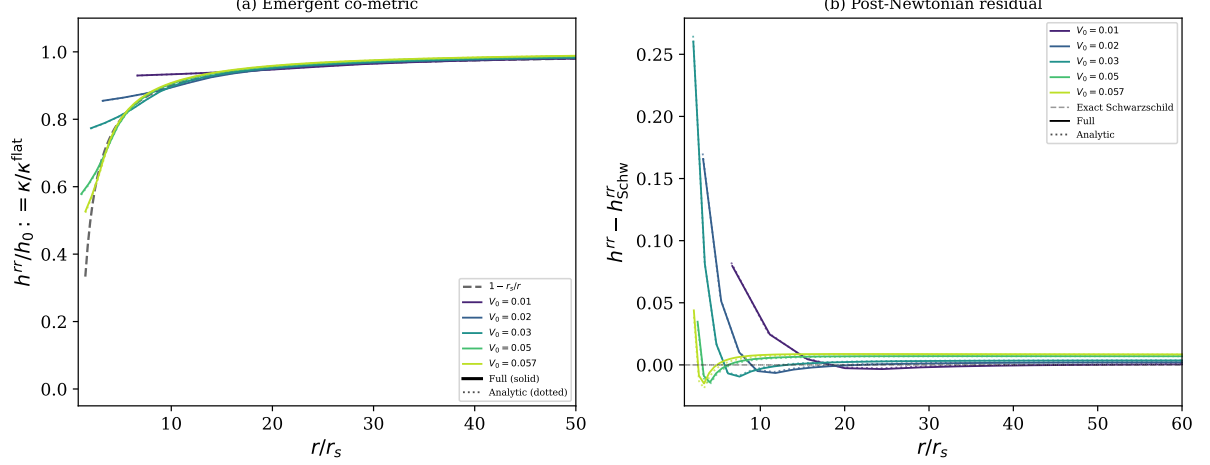 (a) Emergent co-metric
h^{rr}/h_0 := κ/κ^{flat}
1.0
0.8
0.6
0.4
0.2
0.0
10
20
30
40
50
r/r_s
1 − r_s/r
V_0 = 0.01
V_0 = 0.02
V_0 = 0.03
V_0 = 0.05
V_0 = 0.057
Full (solid)
Analytic (dotted)
(b) Post-Newtonian residual
h^{rr} − h^{rr}_{Schw}
0.25
0.20
0.15
0.10
0.05
0.00
10
20
30
40
50
60
r/r_s
V_0 = 0.01
V_0 = 0.02
V_0 = 0.03
V_0 = 0.05
V_0 = 0.057
Exact Schwarzschild
Full
Analytic